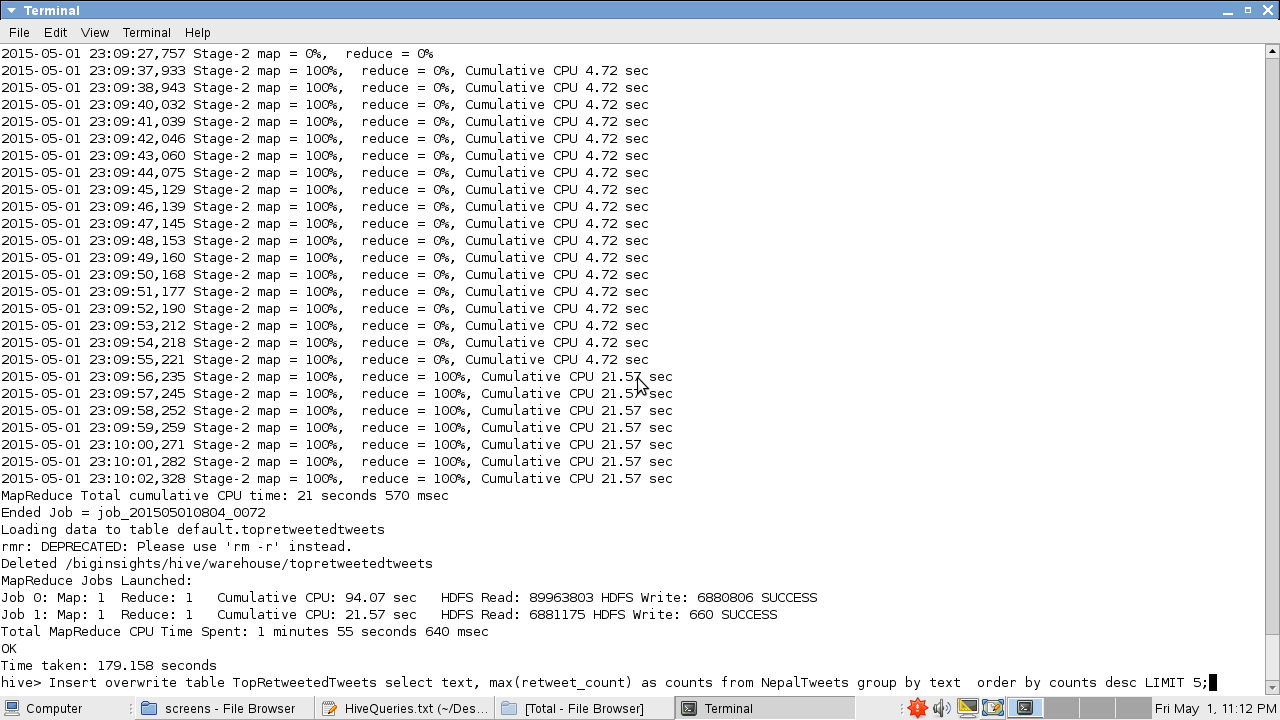 Terminal
File Edit View Terminal Help
2015-05-01 23:09:27,757 Stage-2 map = 0%,  reduce = 0%
2015-05-01 23:09:37,933 Stage-2 map = 100%,  reduce = 0%, Cumulative CPU 4.72 sec
2015-05-01 23:09:38,943 Stage-2 map = 100%,  reduce = 0%, Cumulative CPU 4.72 sec
2015-05-01 23:09:40,032 Stage-2 map = 100%,  reduce = 0%, Cumulative CPU 4.72 sec
2015-05-01 23:09:41,039 Stage-2 map = 100%,  reduce = 0%, Cumulative CPU 4.72 sec
2015-05-01 23:09:42,046 Stage-2 map = 100%,  reduce = 0%, Cumulative CPU 4.72 sec
2015-05-01 23:09:43,060 Stage-2 map = 100%,  reduce = 0%, Cumulative CPU 4.72 sec
2015-05-01 23:09:44,075 Stage-2 map = 100%,  reduce = 0%, Cumulative CPU 4.72 sec
2015-05-01 23:09:45,129 Stage-2 map = 100%,  reduce = 0%, Cumulative CPU 4.72 sec
2015-05-01 23:09:46,139 Stage-2 map = 100%,  reduce = 0%, Cumulative CPU 4.72 sec
2015-05-01 23:09:47,145 Stage-2 map = 100%,  reduce = 0%, Cumulative CPU 4.72 sec
2015-05-01 23:09:48,153 Stage-2 map = 100%,  reduce = 0%, Cumulative CPU 4.72 sec
2015-05-01 23:09:49,160 Stage-2 map = 100%,  reduce = 0%, Cumulative CPU 4.72 sec
2015-05-01 23:09:50,168 Stage-2 map = 100%,  reduce = 0%, Cumulative CPU 4.72 sec
2015-05-01 23:09:51,177 Stage-2 map = 100%,  reduce = 0%, Cumulative CPU 4.72 sec
2015-05-01 23:09:52,190 Stage-2 map = 100%,  reduce = 0%, Cumulative CPU 4.72 sec
2015-05-01 23:09:53,212 Stage-2 map = 100%,  reduce = 0%, Cumulative CPU 4.72 sec
2015-05-01 23:09:54,218 Stage-2 map = 100%,  reduce = 0%, Cumulative CPU 4.72 sec
2015-05-01 23:09:55,221 Stage-2 map = 100%,  reduce = 0%, Cumulative CPU 4.72 sec
2015-05-01 23:09:56,235 Stage-2 map = 100%,  reduce = 100%, Cumulative CPU 21.57 sec
2015-05-01 23:09:57,245 Stage-2 map = 100%,  reduce = 100%, Cumulative CPU 21.57 sec
2015-05-01 23:09:58,252 Stage-2 map = 100%,  reduce = 100%, Cumulative CPU 21.57 sec
2015-05-01 23:09:59,259 Stage-2 map = 100%,  reduce = 100%, Cumulative CPU 21.57 sec
2015-05-01 23:10:00,271 Stage-2 map = 100%,  reduce = 100%, Cumulative CPU 21.57 sec
2015-05-01 23:10:01,282 Stage-2 map = 100%,  reduce = 100%, Cumulative CPU 21.57 sec
2015-05-01 23:10:02,328 Stage-2 map = 100%,  reduce = 100%, Cumulative CPU 21.57 sec
MapReduce Total cumulative CPU time: 21 seconds 570 msec
Ended Job = job_201505010804_0072
Loading data to table default.topretweetedtweets
rmr: DEPRECATED: Please use 'rm -r' instead.
Deleted /biginsights/hive/warehouse/topretweetedtweets
MapReduce Jobs Launched:
Job 0: Map: 1  Reduce: 1   Cumulative CPU: 94.07 sec   HDFS Read: 89963803 HDFS Write: 6880806 SUCCESS
Job 1: Map: 1  Reduce: 1   Cumulative CPU: 21.57 sec   HDFS Read: 6881175 HDFS Write: 660 SUCCESS
Total MapReduce CPU Time Spent: 1 minutes 55 seconds 640 msec
OK
Time taken: 179.158 seconds
hive> Insert overwrite table TopRetweetedTweets select text, max(retweet_count) as counts from NepalTweets group by text  order by counts desc LIMIT 5;
Computer screens - File Browser HiveQueries.txt (~/Des... [Total - File Browser] Terminal Fri May  1, 11:12 PM